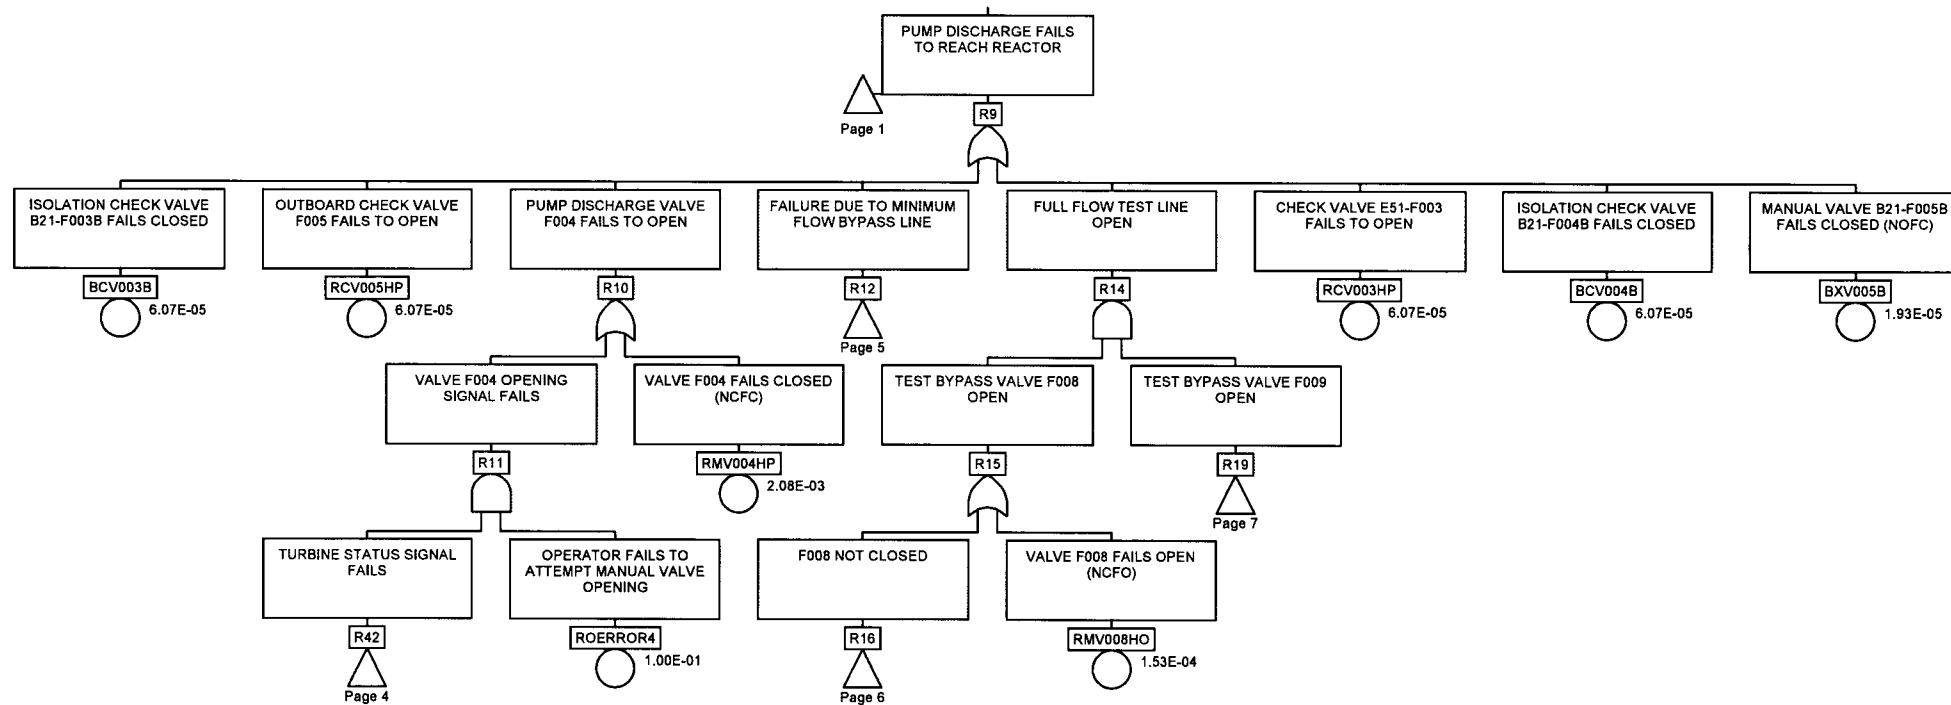 PUMP DISCHARGE FAILS
TO REACH REACTOR
Page 1
R9
ISOLATION CHECK VALVE
B21-F003B FAILS CLOSED
BCV003B
6.07E-05
OUTBOARD CHECK VALVE
F005 FAILS TO OPEN
RCV005HP
6.07E-05
PUMP DISCHARGE VALVE
F004 FAILS TO OPEN
R10
FAILURE DUE TO MINIMUM
FLOW BYPASS LINE
R12
Page 5
FULL FLOW TEST LINE
OPEN
R14
CHECK VALVE E51-F003
FAILS TO OPEN
RCV003HP
6.07E-05
ISOLATION CHECK VALVE
B21-F004B FAILS CLOSED
BCV004B
6.07E-05
MANUAL VALVE B21-F005B
FAILS CLOSED (NOFC)
BXV005B
1.93E-05
VALVE F004 OPENING
SIGNAL FAILS
R11
VALVE F004 FAILS CLOSED
(NCFC)
RMV004HP
2.08E-03
TEST BYPASS VALVE F008
OPEN
R15
TEST BYPASS VALVE F009
OPEN
R19
Page 7
TURBINE STATUS SIGNAL
FAILS
R42
Page 4
OPERATOR FAILS TO
ATTEMPT MANUAL VALVE
OPENING
ROERROR4
1.00E-01
F008 NOT CLOSED
R16
Page 6
VALVE F008 FAILS OPEN
(NCFO)
RMV008HO
1.53E-04